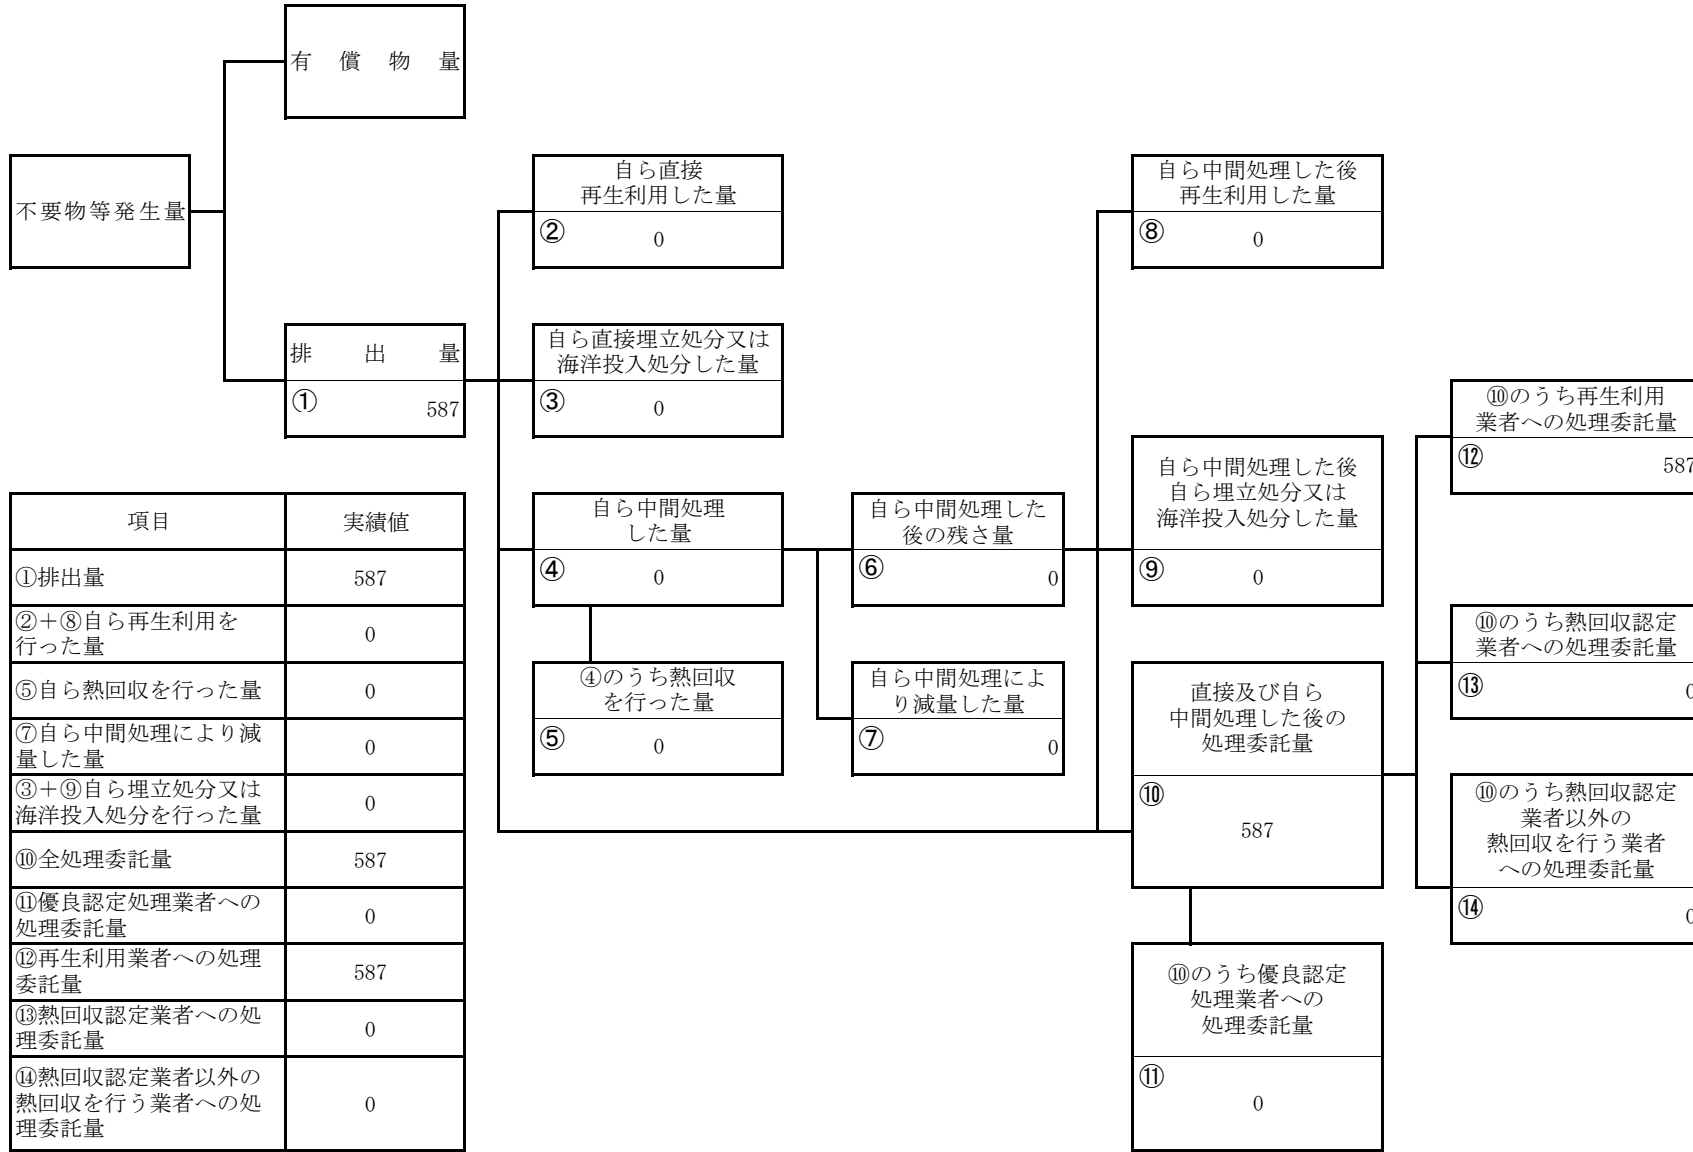 有償物量
不要物等発生量
排出量
①
587
自ら直接
再生利用した量
②
0
自ら直接埋立処分又は
海洋投入処分した量
③
0
自ら中間処理
した量
④
0
④のうち熱回収
を行った量
⑤
0
自ら中間処理した
後の残さ量
⑥
0
自ら中間処理によ
り減量した量
⑦
0
自ら中間処理した後
再生利用した量
⑧
0
自ら中間処理した後
自ら埋立処分又は
海洋投入処分した量
⑨
0
直接及び自ら
中間処理した後の
処理委託量
⑩
587
⑩のうち優良認定
処理業者への
処理委託量
⑪
0
⑩のうち再生利用
業者への処理委託量
⑫
587
⑩のうち熱回収認定
業者への処理委託量
⑬
0
⑩のうち熱回収認定
業者以外の
熱回収を行う業者
への処理委託量
⑭
0
項目 実績値
①排出量 587
②＋⑧自ら再生利用を
行った量 0
⑤自ら熱回収を行った量 0
⑦自ら中間処理により減
量した量 0
③＋⑨自ら埋立処分又は
海洋投入処分を行った量 0
⑩全処理委託量 587
⑪優良認定処理業者への
処理委託量 0
⑫再生利用業者への処理
委託量 587
⑬熱回収認定業者への処
理委託量 0
⑭熱回収認定業者以外の
熱回収を行う業者への処
理委託量 0